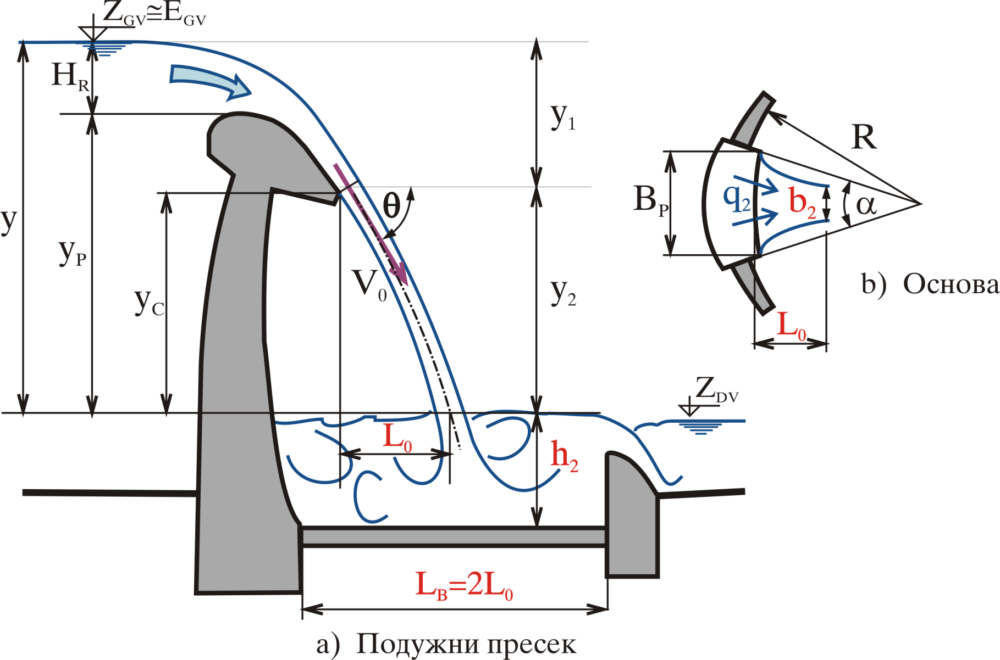 Z_GV≅E_GV
H_R
y
y_P
y_C
y_1
θ
V_0
y_2
L_0
h_2
Z_DV
L_B=2L_0
a) Подужни пресек
R
B_P
q_2
b_2
α
L_0
b) Основа